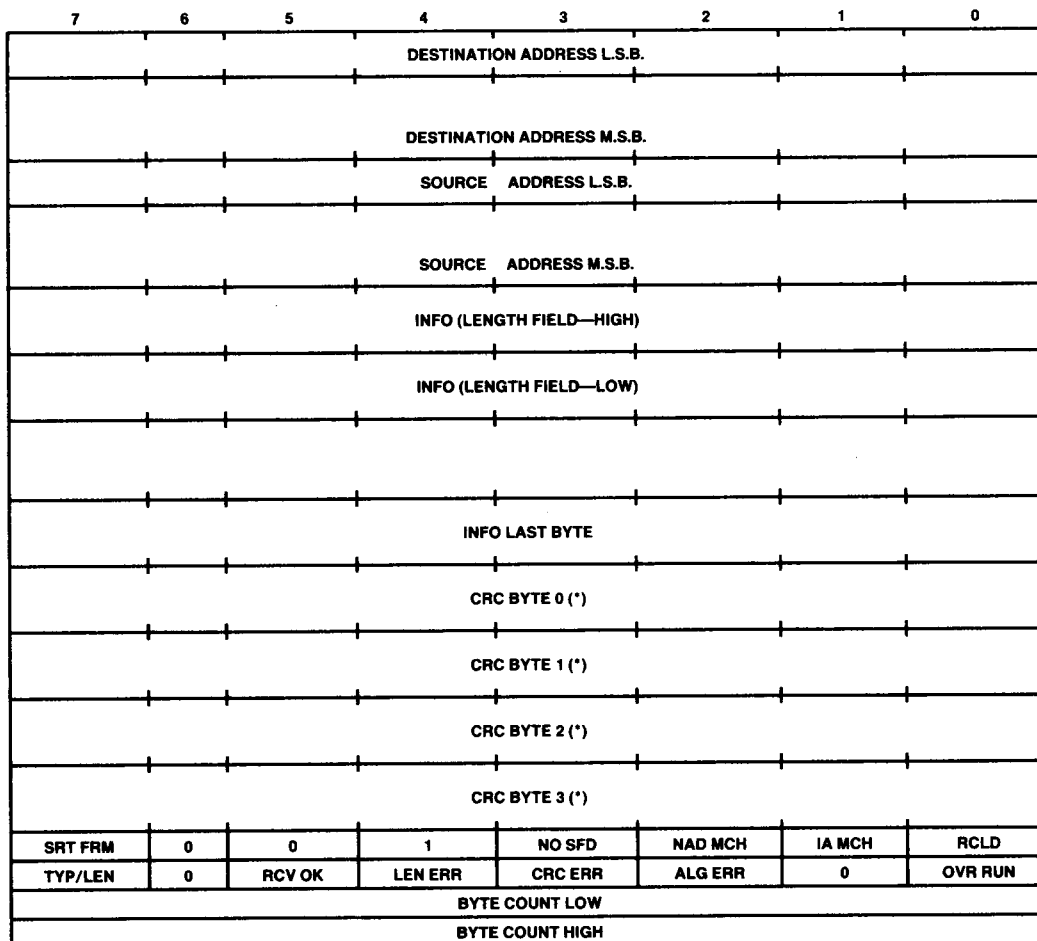 7 6 5 4 3 2 1 0
DESTINATION ADDRESS L.S.B.
DESTINATION ADDRESS M.S.B.
SOURCE ADDRESS L.S.B.
SOURCE ADDRESS M.S.B.
INFO (LENGTH FIELD—HIGH)
INFO (LENGTH FIELD—LOW)
INFO LAST BYTE
CRC BYTE 0 (*)
CRC BYTE 1 (*)
CRC BYTE 2 (*)
CRC BYTE 3 (*)
SRT FRM 0 0 1 NO SFD NAD MCH IA MCH RCLD
TYP/LEN 0 RCV OK LEN ERR CRC ERR ALG ERR 0 OVR RUN
BYTE COUNT LOW
BYTE COUNT HIGH